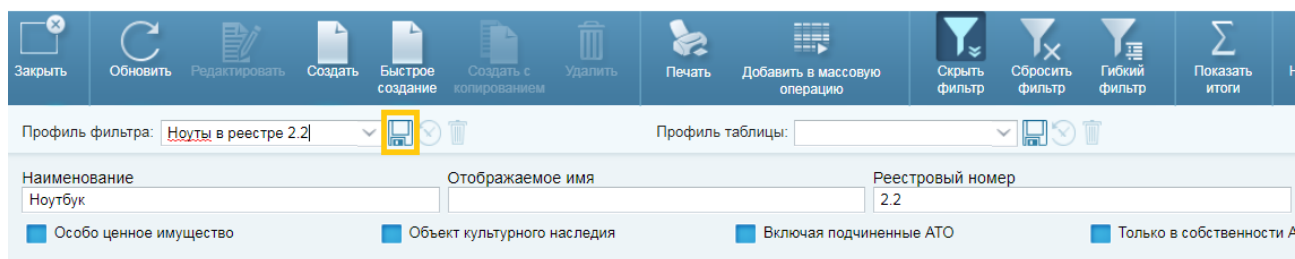 Закрыть Обновить Редактировать Создать Быстрое создание Создать с копированием Удалить Печать Добавить в массовую операцию Скрыть фильтр Сбросить фильтр Гибкий фильтр Показать итоги
Профиль фильтра: Ноуты в реестре 2.2 Профиль таблицы:
Наименование Отображаемое имя Реестровый номер
Ноутбук 2.2
Особо ценное имущество Объект культурного наследия Включая подчиненные АТО Только в собственности А